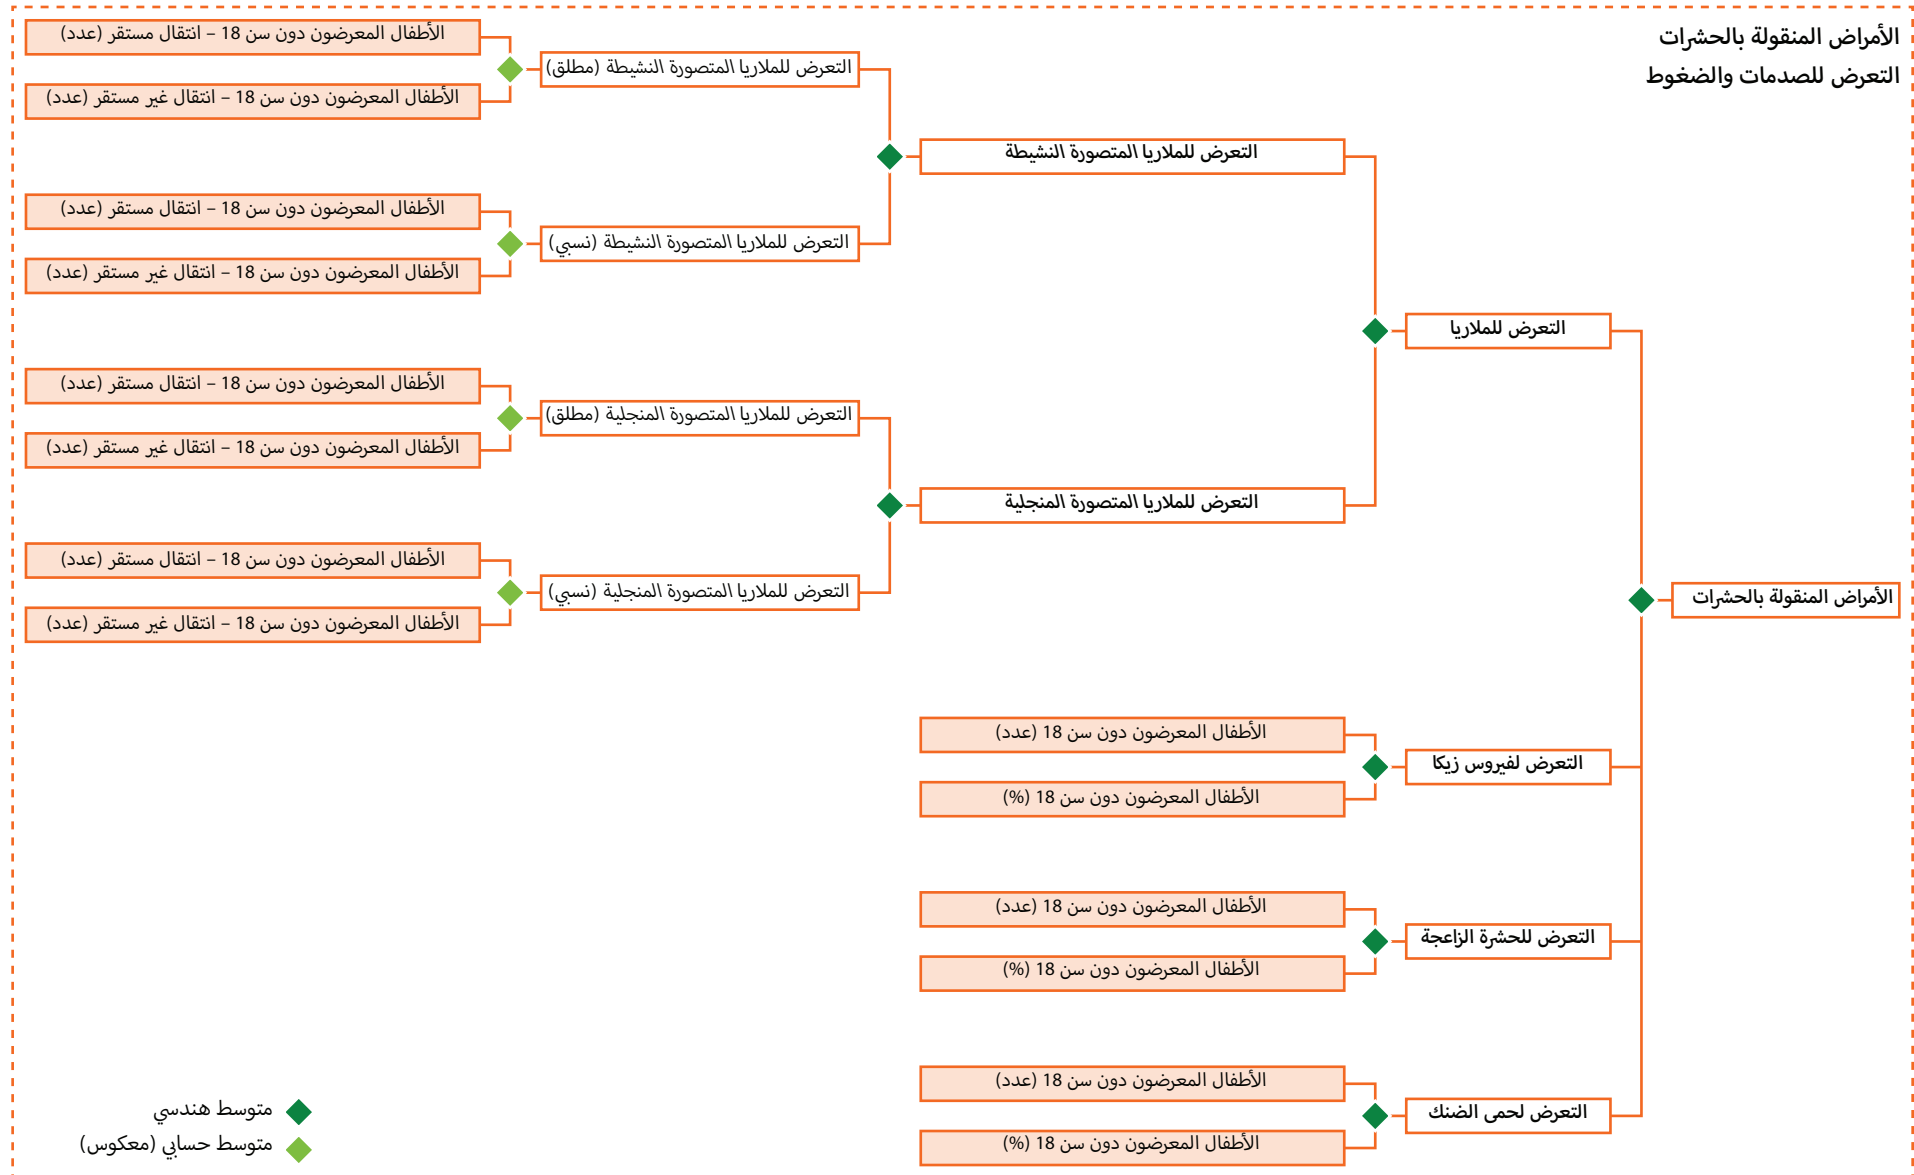 الأمراض المنقولة بالحشرات
التعرض للصدمات والضغوط
الأمراض المنقولة بالحشرات
التعرض للملاريا
التعرض للملاريا المتصورة النشيطة
التعرض للملاريا المتصورة النشيطة (مطلق)
الأطفال المعرضون دون سن 18 – انتقال مستقر (عدد)
الأطفال المعرضون دون سن 18 – انتقال غير مستقر (عدد)
التعرض للملاريا المتصورة النشيطة (نسبي)
الأطفال المعرضون دون سن 18 – انتقال مستقر (عدد)
الأطفال المعرضون دون سن 18 – انتقال غير مستقر (عدد)
التعرض للملاريا المتصورة المنجلية
التعرض للملاريا المتصورة المنجلية (مطلق)
الأطفال المعرضون دون سن 18 – انتقال مستقر (عدد)
الأطفال المعرضون دون سن 18 – انتقال غير مستقر (عدد)
التعرض للملاريا المتصورة المنجلية (نسبي)
الأطفال المعرضون دون سن 18 – انتقال مستقر (عدد)
الأطفال المعرضون دون سن 18 – انتقال غير مستقر (عدد)
التعرض لفيروس زيكا
الأطفال المعرضون دون سن 18 (عدد)
الأطفال المعرضون دون سن 18 (%)
التعرض للحشرة الزاعجة
الأطفال المعرضون دون سن 18 (عدد)
الأطفال المعرضون دون سن 18 (%)
التعرض لحمى الضنك
الأطفال المعرضون دون سن 18 (عدد)
الأطفال المعرضون دون سن 18 (%)
متوسط هندسي
متوسط حسابي (معكوس)